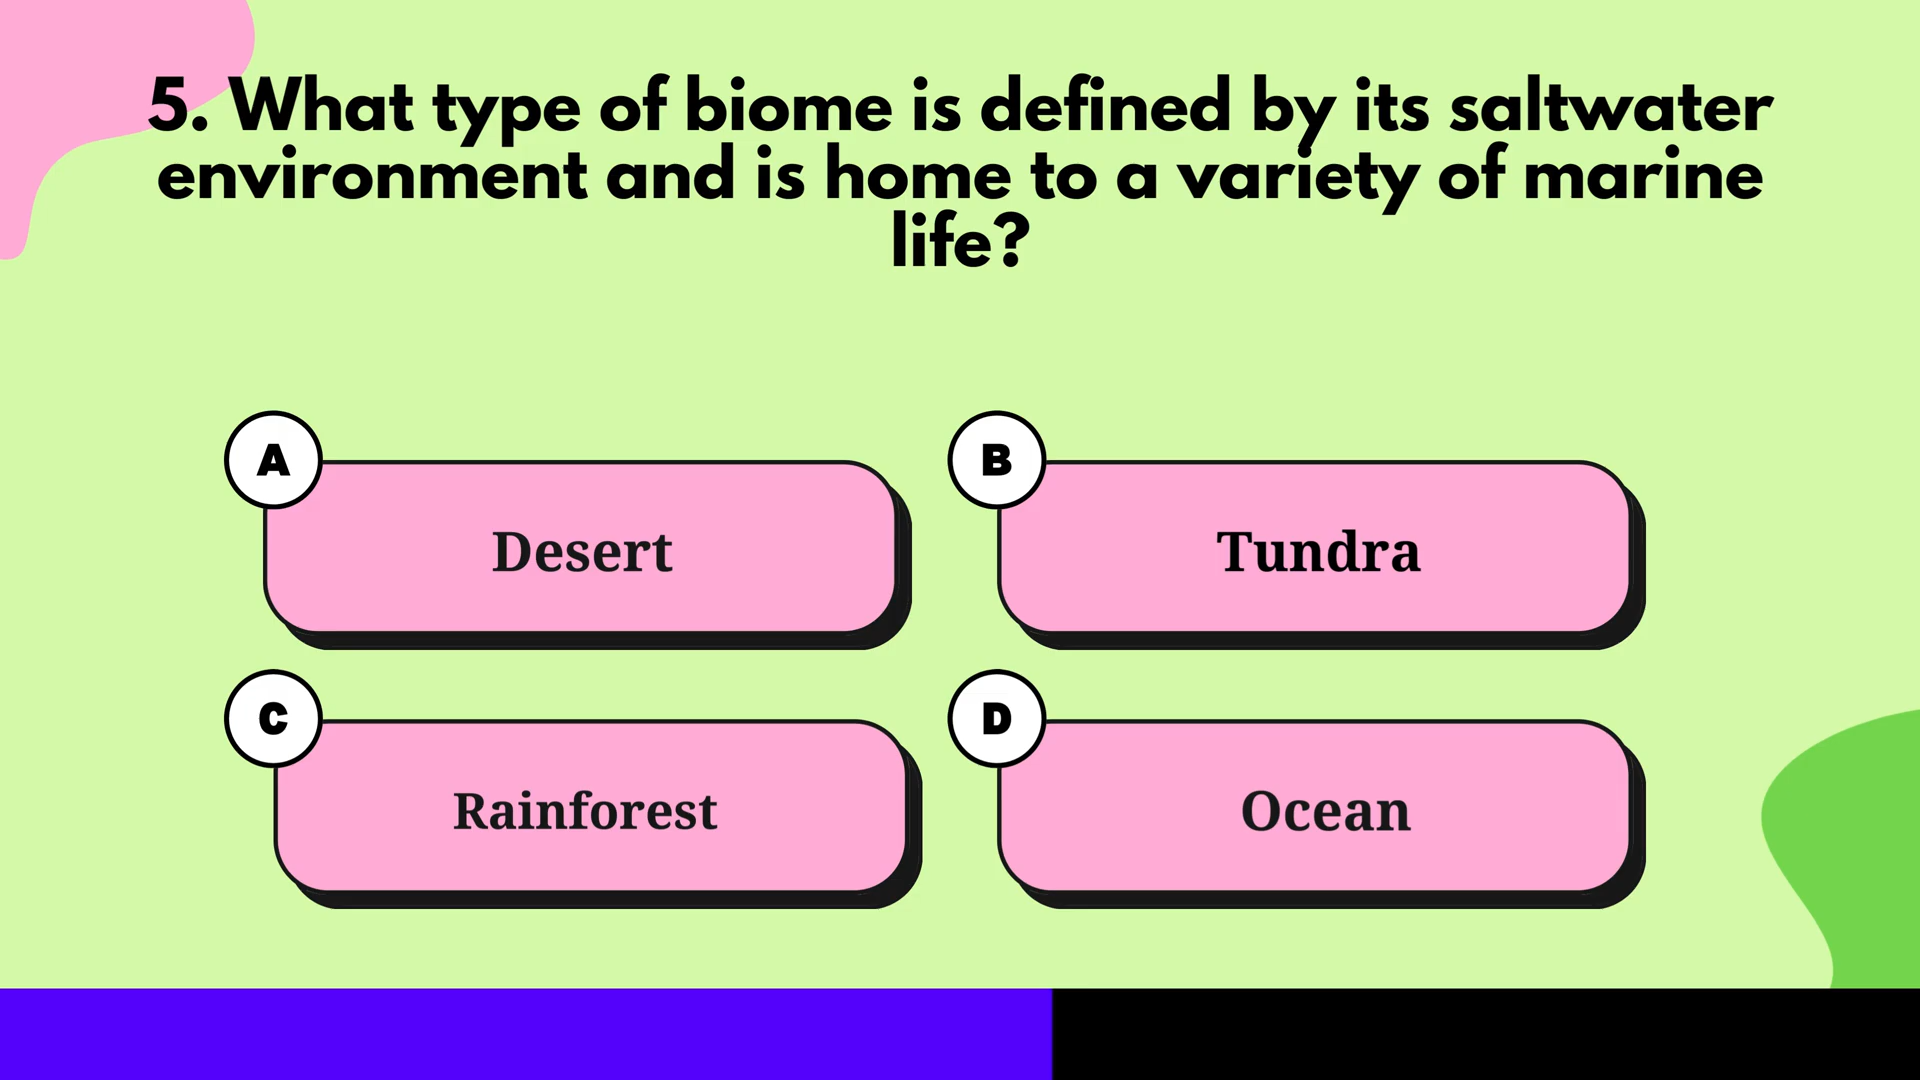 5. What type of biome is defined by its saltwater
environment and is home to a variety of marine
life?
A
Desert
B
Tundra
C
Rainforest
D
Ocean